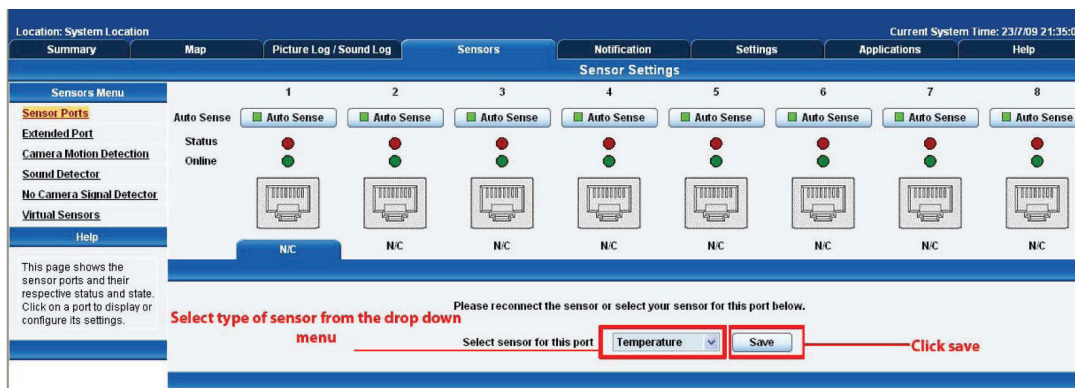 Location: System Location
Current System Time: 23/7/09 21:35:0
Summary Map Picture Log / Sound Log Sensors Notification Settings Applications Help
Sensor Settings
Sensors Menu
Sensor Ports
Extended Port
Camera Motion Detection
Sound Detector
No Camera Signal Detector
Virtual Sensors
Help
This page shows the
sensor ports and their
respective status and state.
Click on a port to display or
configure its settings.
1 2 3 4 5 6 7 8
Auto Sense Auto Sense Auto Sense Auto Sense Auto Sense Auto Sense Auto Sense Auto Sense Auto Sense
Status
Online
N/C N/C N/C N/C N/C N/C N/C N/C
Please reconnect the sensor or select your sensor for this port below.
Select type of sensor from the drop down
menu
Select sensor for this port Temperature Save
Click save